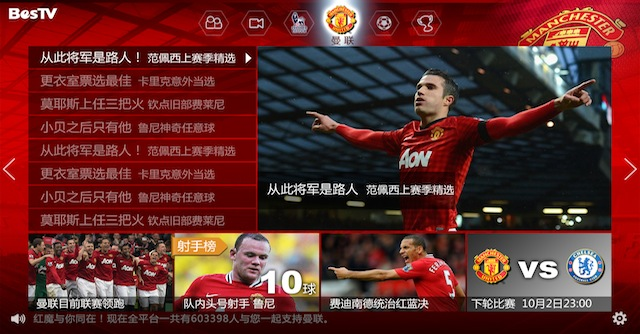 BesTV
曼联
MANCHESTER
从此将军是路人！ 范佩西上赛季精选
更衣室票选最佳 卡里克意外当选
莫耶斯上任三把火 钦点旧部费莱尼
小贝之后只有他 鲁尼神奇任意球
从此将军是路人！ 范佩西上赛季精选
更衣室票选最佳 卡里克意外当选
小贝之后只有他 鲁尼神奇任意球
莫耶斯上任三把火 钦点旧部费莱尼
AON
从此将军是路人 范佩西上赛季精选
曼联目前联赛领跑
射手榜
10球
队内头号射手 鲁尼
费迪南德统治红蓝决
VS
CHELSEA
下轮比赛 10月2日23:00
红魔与你同在！现在全平台一共有603398人与您一起支持曼联。